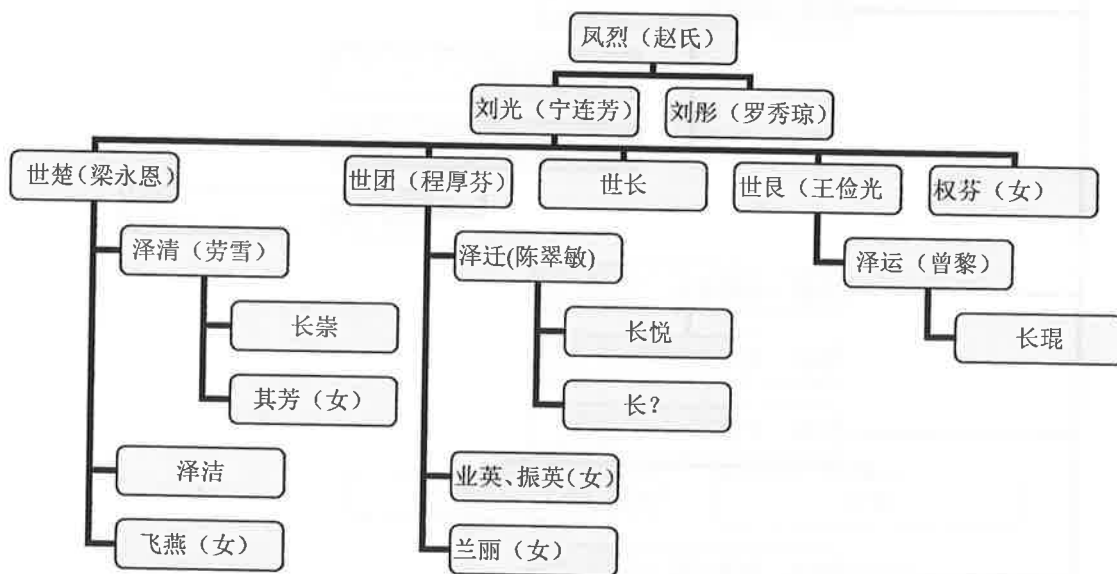 凤烈（赵氏）
刘光（宁连芳）
刘彤（罗秀琼）
世楚(梁永恩）
世团（程厚芬）
世长
世艮（王俭光
权芬（女）
泽清（劳雪）
泽迁(陈翠敏)
泽运（曾黎）
长崇
长悦
长琨
其芳（女）
长？
泽洁
业英、振英(女）
飞燕（女）
兰丽（女）